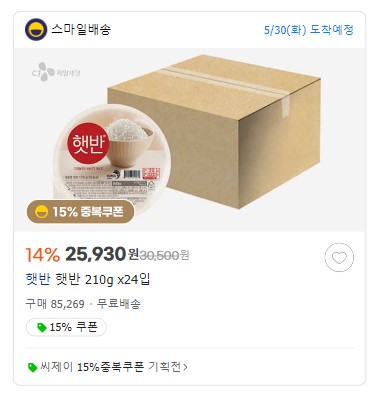 스마일배송
5/30(화) 도착예정
CJ 제일제당
햇반
15% 중복쿠폰
14% 25,930원 30,500원
햇반 햇반 210g x24입
구매 85,269 · 무료배송
15% 쿠폰
씨제이 15%중복쿠폰 기획전>